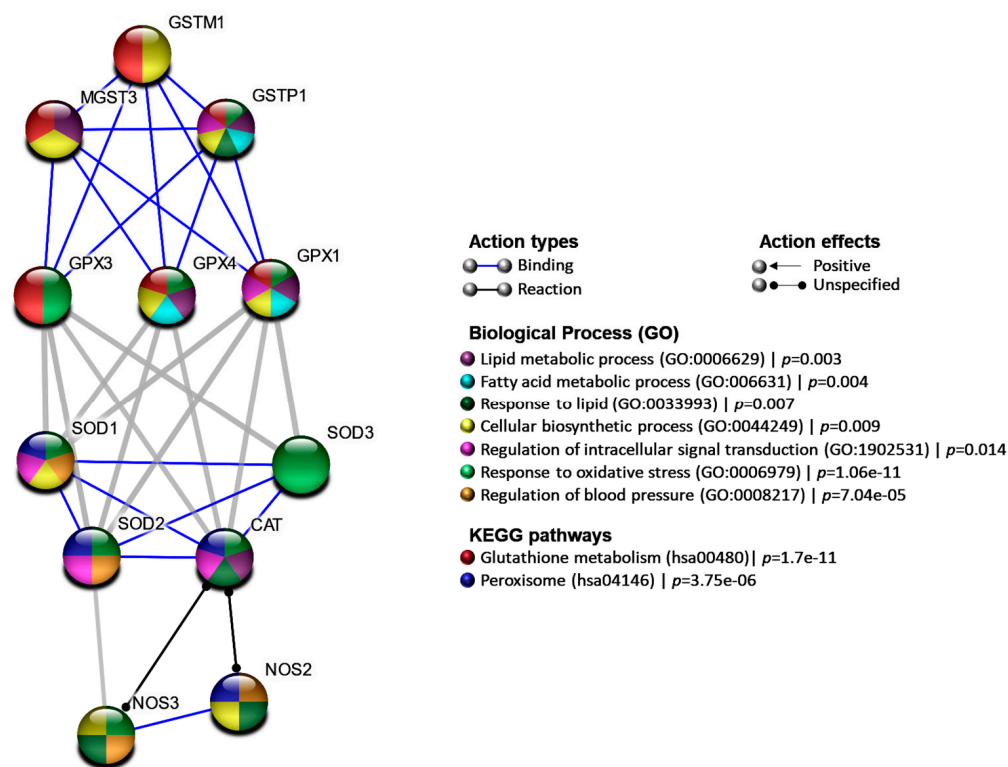 GSTM1
MGST3
GSTP1
GPX3
GPX4
GPX1
SOD1
SOD3
SOD2
CAT
NOS2
NOS3
Action types
Binding
Reaction
Action effects
Positive
Unspecified
Biological Process (GO)
Lipid metabolic process (GO:0006629) | p=0.003
Fatty acid metabolic process (GO:006631) | p=0.004
Response to lipid (GO:0033993) | p=0.007
Cellular biosynthetic process (GO:0044249) | p=0.009
Regulation of intracellular signal transduction (GO:1902531) | p=0.014
Response to oxidative stress (GO:0006979) | p=1.06e-11
Regulation of blood pressure (GO:0008217) | p=7.04e-05
KEGG pathways
Glutathione metabolism (hsa00480)| p=1.7e-11
Peroxisome (hsa04146) | p=3.75e-06